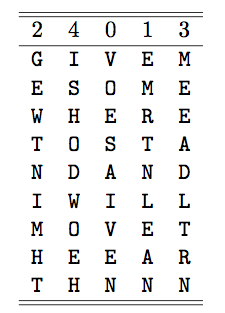 2 4 0 1 3
G I V E M
E S O M E
W H E R E
T O S T A
N D A N D
I W I L L
M O V E T
H E E A R
T H N N N